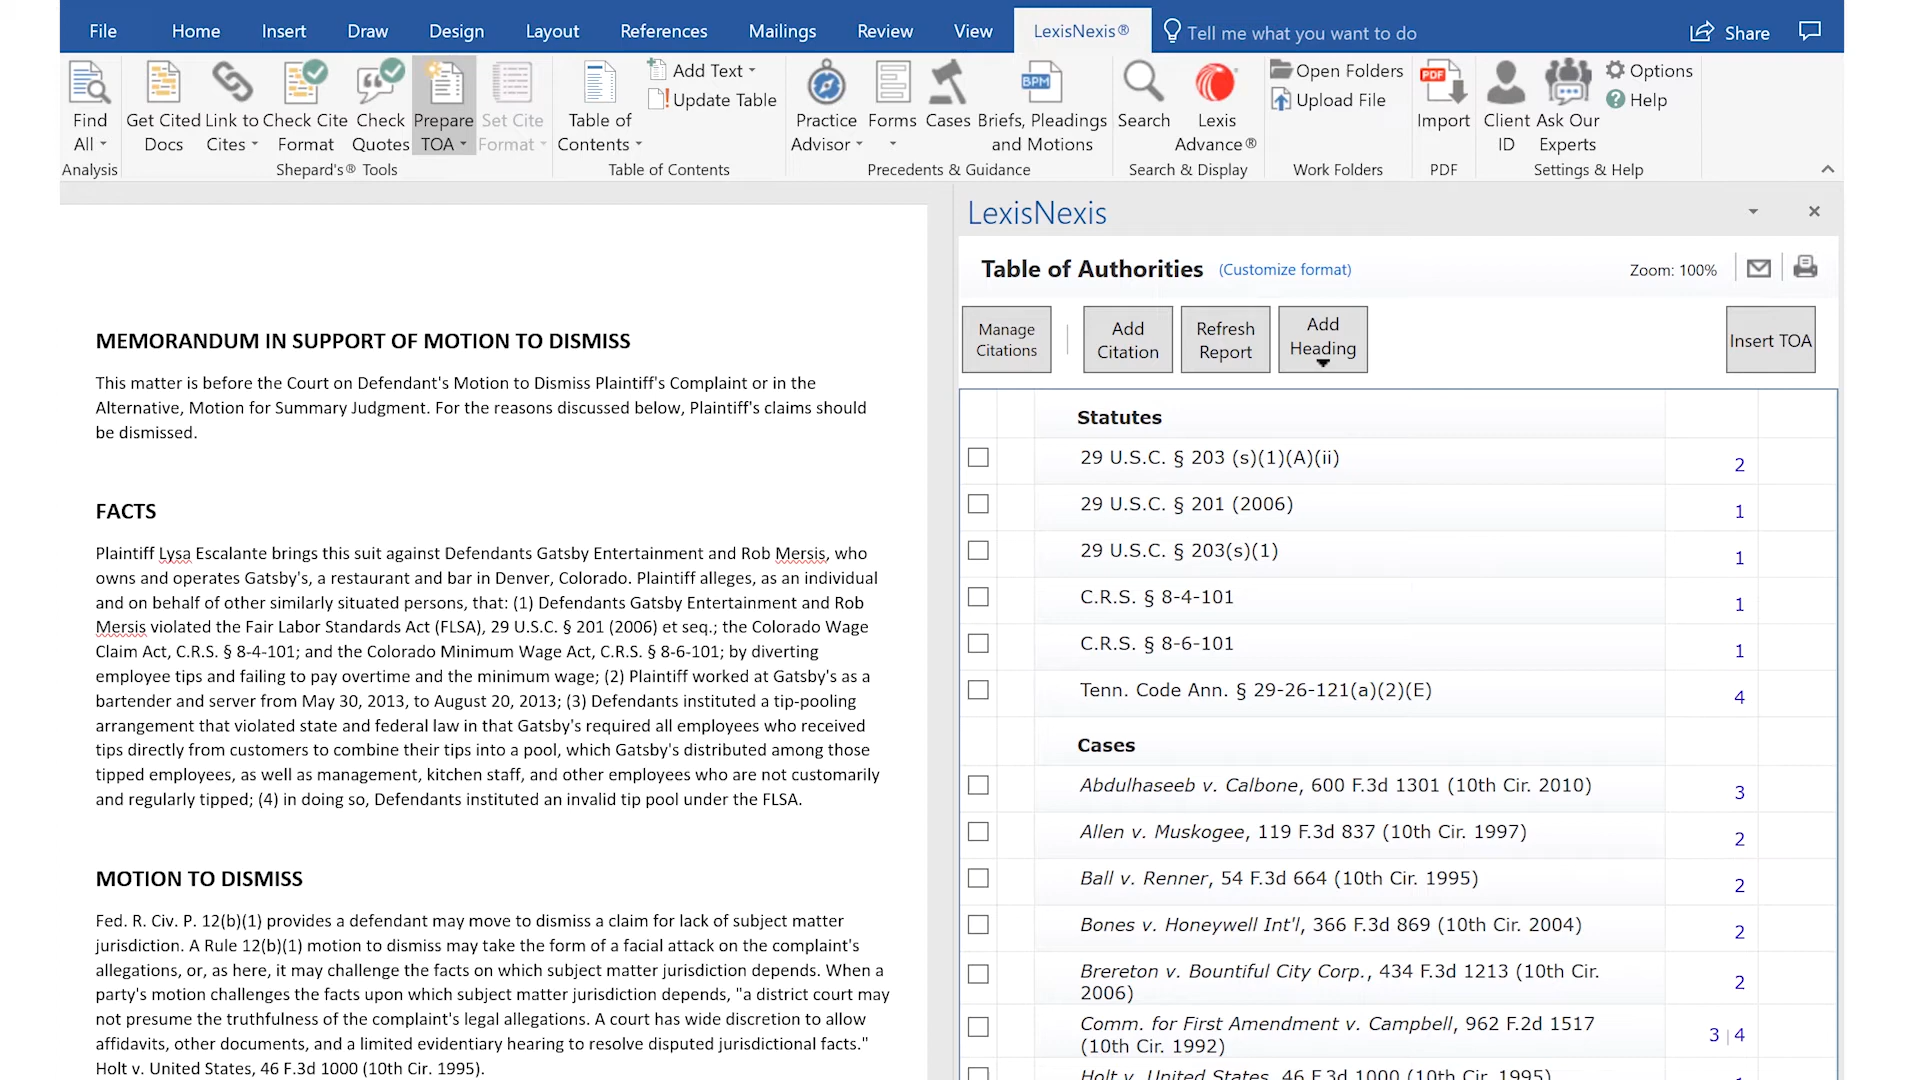 File Home Insert Draw Design Layout References Mailings Review View LexisNexis® Tell me what you want to do Share
Find All
Get Cited Docs
Link to Cites
Check Cite Format
Check Quotes
Prepare TOA
Set Cite Format
Table of Contents
Add Text
Update Table
Practice Advisor
Forms
Cases
BPM
Briefs, Pleadings and Motions
Search
Lexis Advance®
Open Folders
Upload File
PDF
Import
Client ID
Ask Our Experts
Options
Help
Analysis Shepard's® Tools Table of Contents Precedents & Guidance Search & Display Work Folders PDF Settings & Help
MEMORANDUM IN SUPPORT OF MOTION TO DISMISS
This matter is before the Court on Defendant's Motion to Dismiss Plaintiff's Complaint or in the
Alternative, Motion for Summary Judgment. For the reasons discussed below, Plaintiff's claims should
be dismissed.
FACTS
Plaintiff Lysa Escalante brings this suit against Defendants Gatsby Entertainment and Rob Mersis, who
owns and operates Gatsby's, a restaurant and bar in Denver, Colorado. Plaintiff alleges, as an individual
and on behalf of other similarly situated persons, that: (1) Defendants Gatsby Entertainment and Rob
Mersis violated the Fair Labor Standards Act (FLSA), 29 U.S.C. § 201 (2006) et seq.; the Colorado Wage
Claim Act, C.R.S. § 8-4-101; and the Colorado Minimum Wage Act, C.R.S. § 8-6-101; by diverting
employee tips and failing to pay overtime and the minimum wage; (2) Plaintiff worked at Gatsby's as a
bartender and server from May 30, 2013, to August 20, 2013; (3) Defendants instituted a tip-pooling
arrangement that violated state and federal law in that Gatsby's required all employees who received
tips directly from customers to combine their tips into a pool, which Gatsby's distributed among those
tipped employees, as well as management, kitchen staff, and other employees who are not customarily
and regularly tipped; (4) in doing so, Defendants instituted an invalid tip pool under the FLSA.
MOTION TO DISMISS
Fed. R. Civ. P. 12(b)(1) provides a defendant may move to dismiss a claim for lack of subject matter
jurisdiction. A Rule 12(b)(1) motion to dismiss may take the form of a facial attack on the complaint's
allegations, or, as here, it may challenge the facts on which subject matter jurisdiction depends. When a
party's motion challenges the facts upon which subject matter jurisdiction depends, "a district court may
not presume the truthfulness of the complaint's legal allegations. A court has wide discretion to allow
affidavits, other documents, and a limited evidentiary hearing to resolve disputed jurisdictional facts."
Holt v. United States, 46 F.3d 1000 (10th Cir. 1995).
LexisNexis
Table of Authorities (Customize format) Zoom: 100%
Manage Citations
Add Citation
Refresh Report
Add Heading
Insert TOA
Statutes
29 U.S.C. § 203 (s)(1)(A)(ii) 2
29 U.S.C. § 201 (2006) 1
29 U.S.C. § 203(s)(1) 1
C.R.S. § 8-4-101 1
C.R.S. § 8-6-101 1
Tenn. Code Ann. § 29-26-121(a)(2)(E) 4
Cases
Abdulhaseeb v. Calbone, 600 F.3d 1301 (10th Cir. 2010) 3
Allen v. Muskogee, 119 F.3d 837 (10th Cir. 1997) 2
Ball v. Renner, 54 F.3d 664 (10th Cir. 1995) 2
Bones v. Honeywell Int'l, 366 F.3d 869 (10th Cir. 2004) 2
Brereton v. Bountiful City Corp., 434 F.3d 1213 (10th Cir.
2006) 2
Comm. for First Amendment v. Campbell, 962 F.2d 1517
(10th Cir. 1992) 3 | 4
Holt v. United States, 46 F.3d 1000 (10th Cir. 1995)